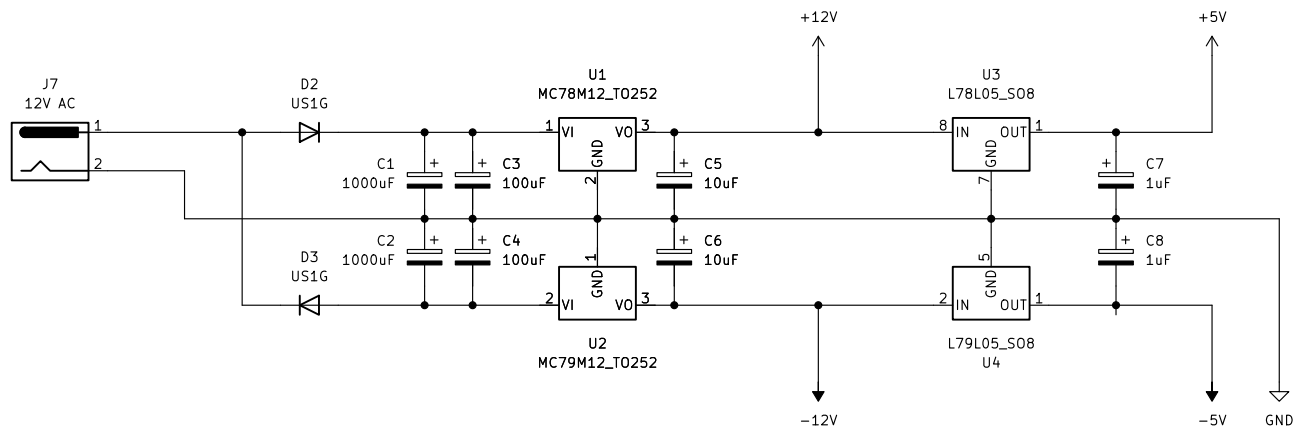 +12V
+5V
J7
12V AC
D2
US1G
U1
MC78M12_TO252
U3
L78L05_SO8
1
2
1
VI
VO
3
GND
2
8
IN
OUT
1
GND
7
C1
1000uF
+
C3
100uF
+
C5
10uF
+
C7
1uF
+
C2
1000uF
+
C4
100uF
+
C6
10uF
+
C8
1uF
+
D3
US1G
1
GND
2
VI
VO
3
5
GND
2
IN
OUT
1
U2
MC79M12_TO252
L79L05_SO8
U4
-12V
-5V
GND